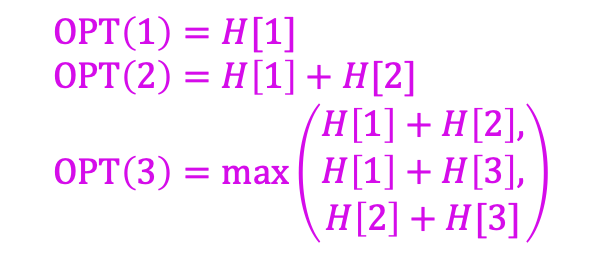 OPT(1) = H[1]
OPT(2) = H[1] + H[2]
H[1] + H[2],
OPT(3) = max ( H[1] + H[3], )
H[2] + H[3]